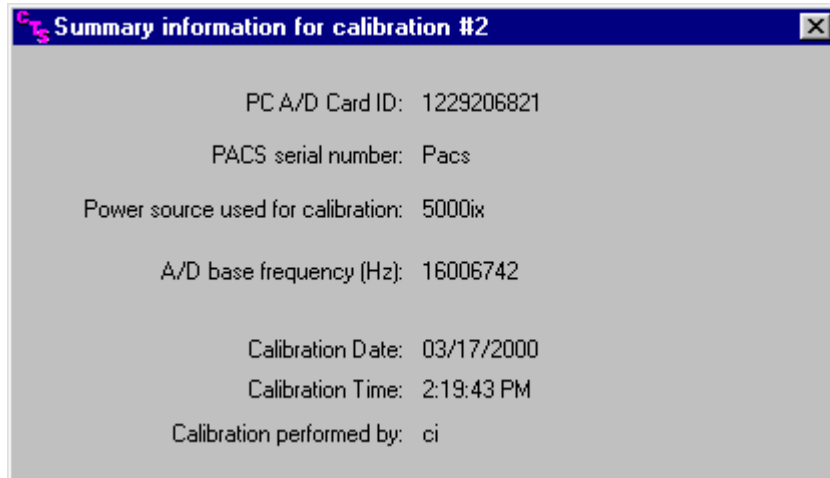 CTS Summary information for calibration #2
PC A/D Card ID: 1229206821
PACS serial number: Pacs
Power source used for calibration: 5000ix
A/D base frequency (Hz): 16006742
Calibration Date: 03/17/2000
Calibration Time: 2:19:43 PM
Calibration performed by: ci